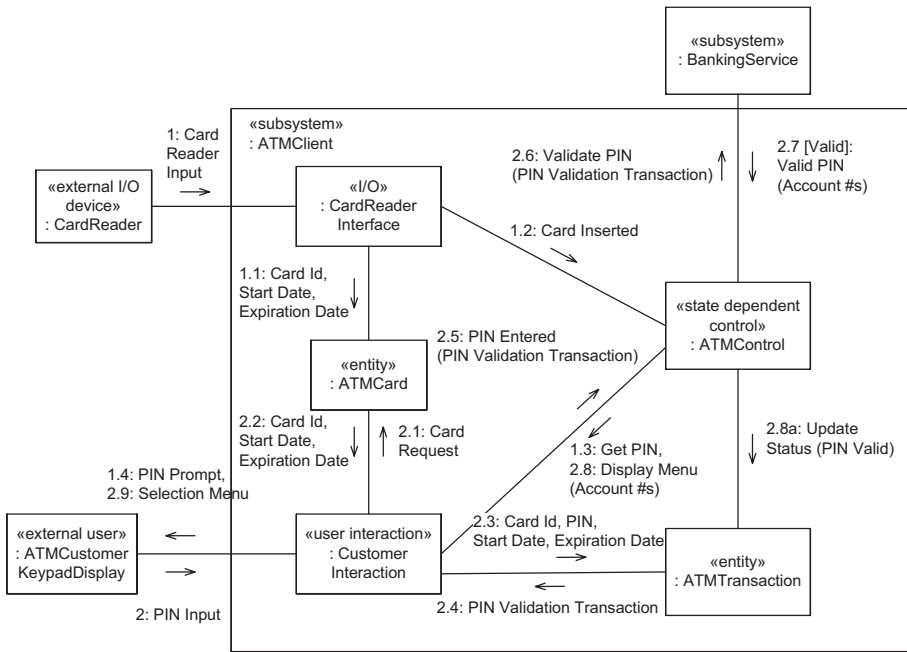 «subsystem»
: BankingService
«subsystem»
: ATMClient
1: Card
Reader
Input
2.6: Validate PIN
(PIN Validation Transaction)
2.7 [Valid]:
Valid PIN
(Account #s)
«external I/O
device»
: CardReader
«I/O»
: CardReader
Interface
1.2: Card Inserted
1.1: Card Id,
Start Date,
Expiration Date
«state dependent
control»
: ATMControl
2.5: PIN Entered
(PIN Validation Transaction)
«entity»
: ATMCard
2.2: Card Id,
Start Date,
Expiration Date
2.1: Card
Request
2.8a: Update
Status (PIN Valid)
1.3: Get PIN,
2.8: Display Menu
(Account #s)
1.4: PIN Prompt,
2.9: Selection Menu
«external user»
: ATMCustomer
KeypadDisplay
«user interaction»
: Customer
Interaction
2.3: Card Id, PIN,
Start Date, Expiration Date
«entity»
: ATMTransaction
2.4: PIN Validation Transaction
2: PIN Input